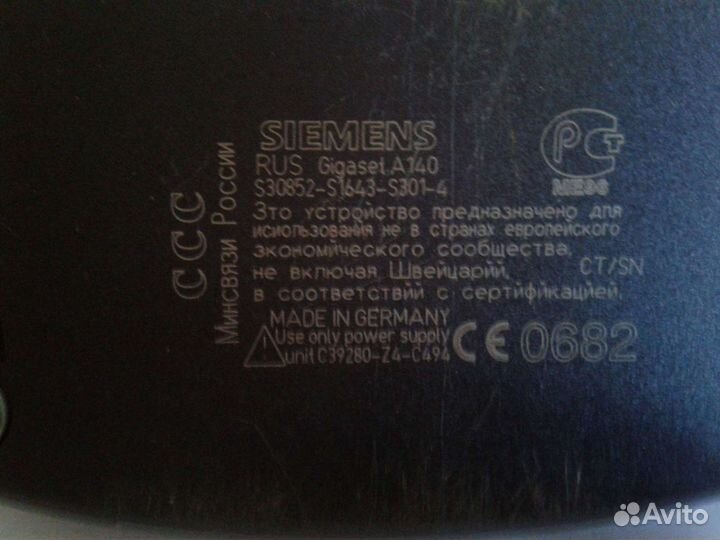 SIEMENS
RUS Gigaset A140
S30852-S1643-S301-4
Это устройство предназначено для
использования не в странах европейского
экономического сообщества,
не включая Швейцарий,
в соответствий с сертификацией.
CT/SN
MADE IN GERMANY
Use only power supply
unit C39280-Z4-C494
CE 0682
РСТ
ME96
ССС
Минсвязи России
Avito